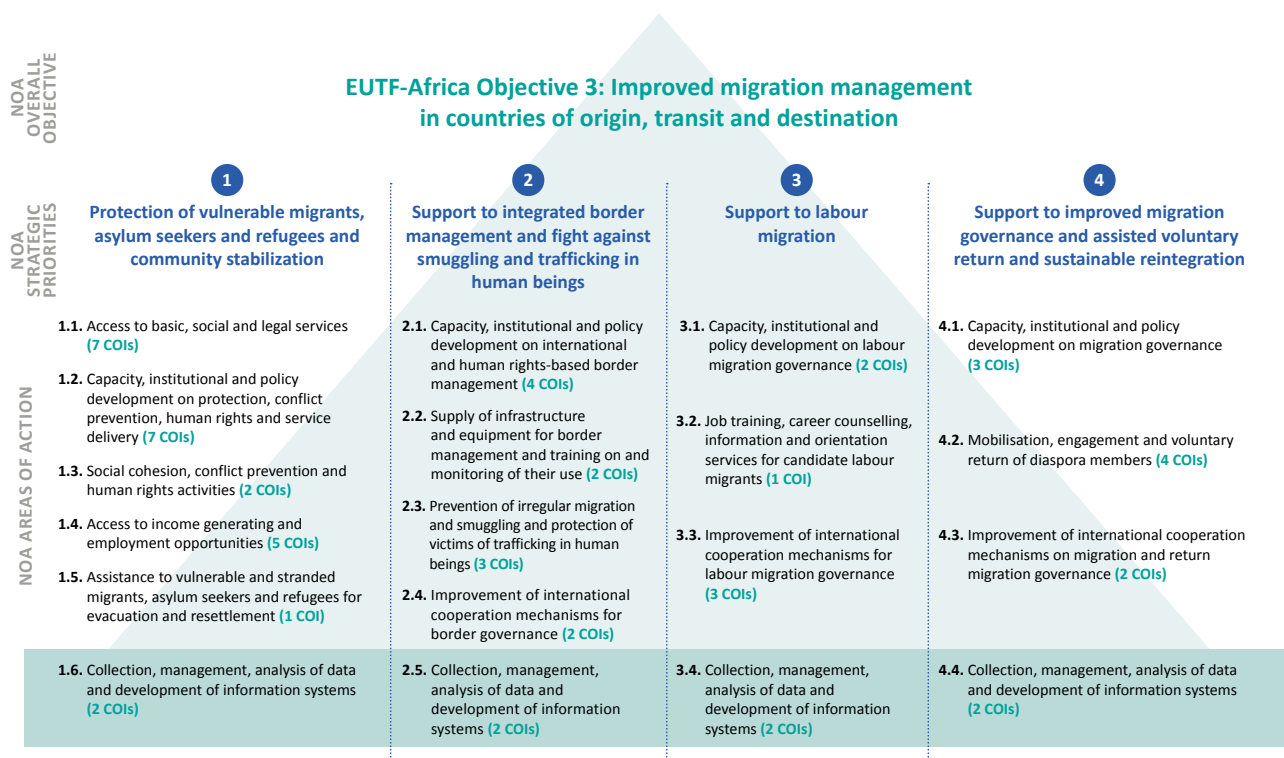 NOA
OVERALL
OBJECTIVE
EUTF-Africa Objective 3: Improved migration management
in countries of origin, transit and destination
NOA
STRATEGIC
PRIORITIES
1
Protection of vulnerable migrants,
asylum seekers and refugees and
community stabilization
2
Support to integrated border
management and fight against
smuggling and trafficking in
human beings
3
Support to labour
migration
4
Support to improved migration
governance and assisted voluntary
return and sustainable reintegration
NOA AREAS OF ACTION
1.1. Access to basic, social and legal services
(7 COIs)
1.2. Capacity, institutional and policy
development on protection, conflict
prevention, human rights and service
delivery (7 COIs)
1.3. Social cohesion, conflict prevention and
human rights activities (2 COIs)
1.4. Access to income generating and
employment opportunities (5 COIs)
1.5. Assistance to vulnerable and stranded
migrants, asylum seekers and refugees for
evacuation and resettlement (1 COI)
1.6. Collection, management, analysis of data
and development of information systems
(2 COIs)
2.1. Capacity, institutional and policy
development on international
and human rights-based border
management (4 COIs)
2.2. Supply of infrastructure
and equipment for border
management and training on and
monitoring of their use (2 COIs)
2.3. Prevention of irregular migration
and smuggling and protection of
victims of trafficking in human
beings (3 COIs)
2.4. Improvement of international
cooperation mechanisms for
border governance (2 COIs)
2.5. Collection, management,
analysis of data and
development of information
systems (2 COIs)
3.1. Capacity, institutional and
policy development on labour
migration governance (2 COIs)
3.2. Job training, career counselling,
information and orientation
services for candidate labour
migrants (1 COI)
3.3. Improvement of international
cooperation mechanisms for
labour migration governance
(3 COIs)
3.4. Collection, management,
analysis of data and
development of information
systems (2 COIs)
4.1. Capacity, institutional and policy
development on migration governance
(3 COIs)
4.2. Mobilisation, engagement and voluntary
return of diaspora members (4 COIs)
4.3. Improvement of international cooperation
mechanisms on migration and return
migration governance (2 COIs)
4.4. Collection, management, analysis of data
and development of information systems
(2 COIs)